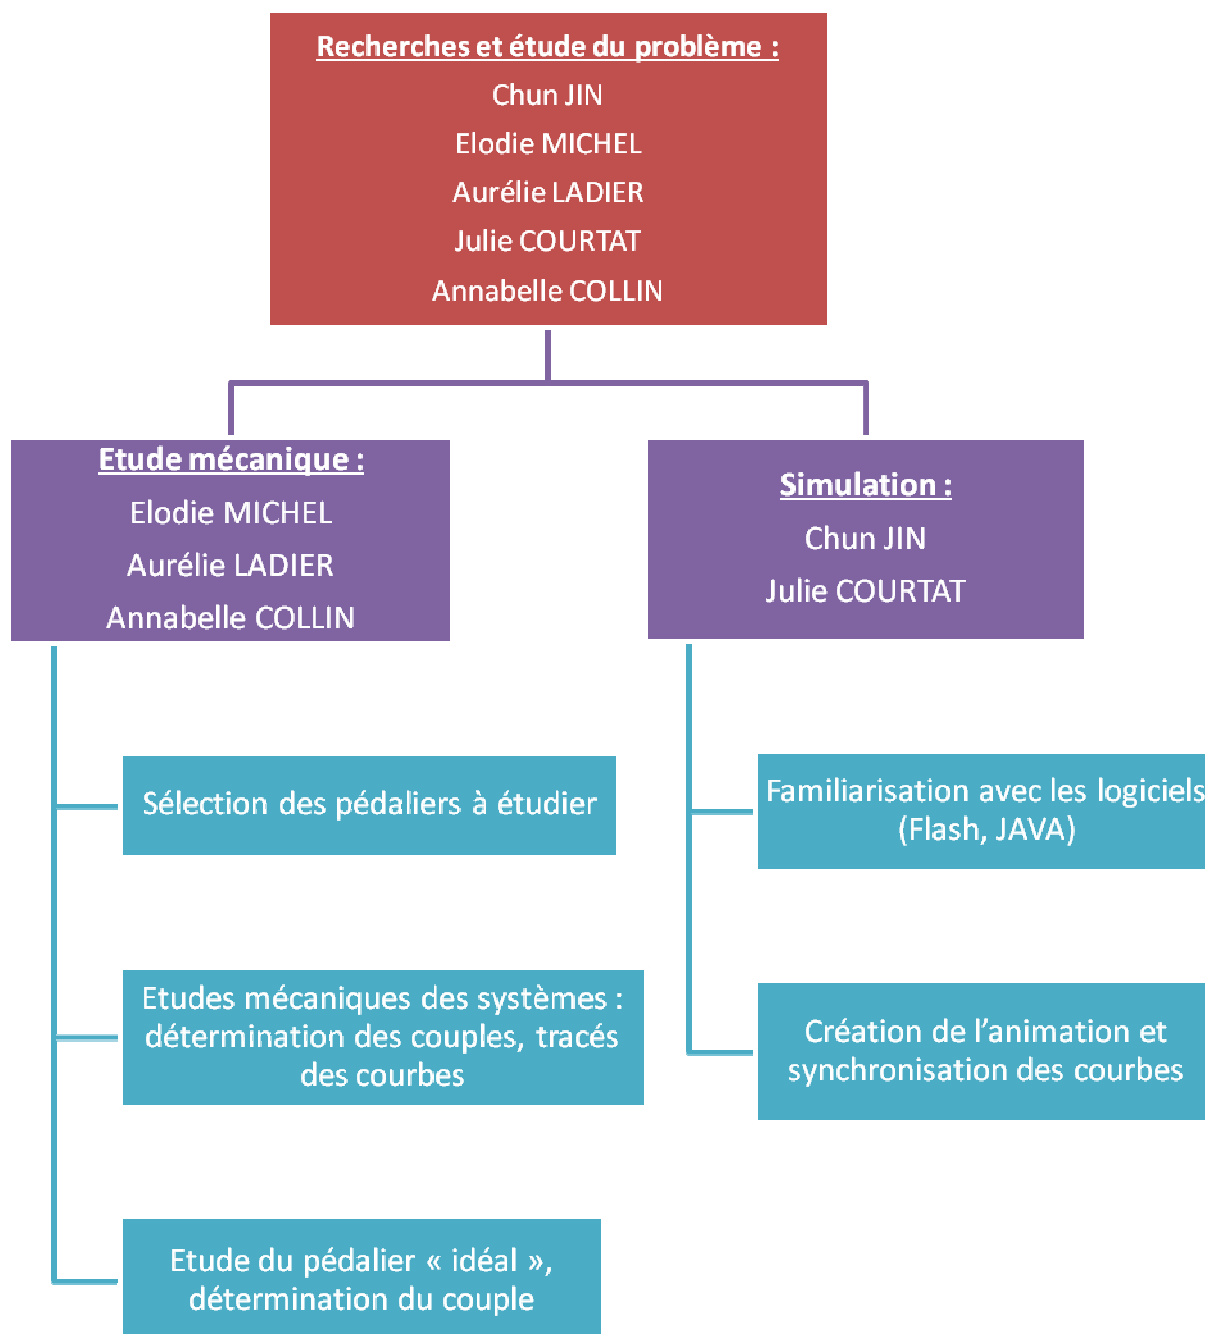 Recherches et étude du problème :
Chun JIN
Elodie MICHEL
Aurélie LADIER
Julie COURTAT
Annabelle COLLIN
Etude mécanique :
Elodie MICHEL
Aurélie LADIER
Annabelle COLLIN
Simulation :
Chun JIN
Julie COURTAT
Sélection des pédaliers à étudier
Etudes mécaniques des systèmes :
détermination des couples, tracés
des courbes
Etude du pédalier « idéal »,
détermination du couple
Familiarisation avec les logiciels
(Flash, JAVA)
Création de l’animation et
synchronisation des courbes